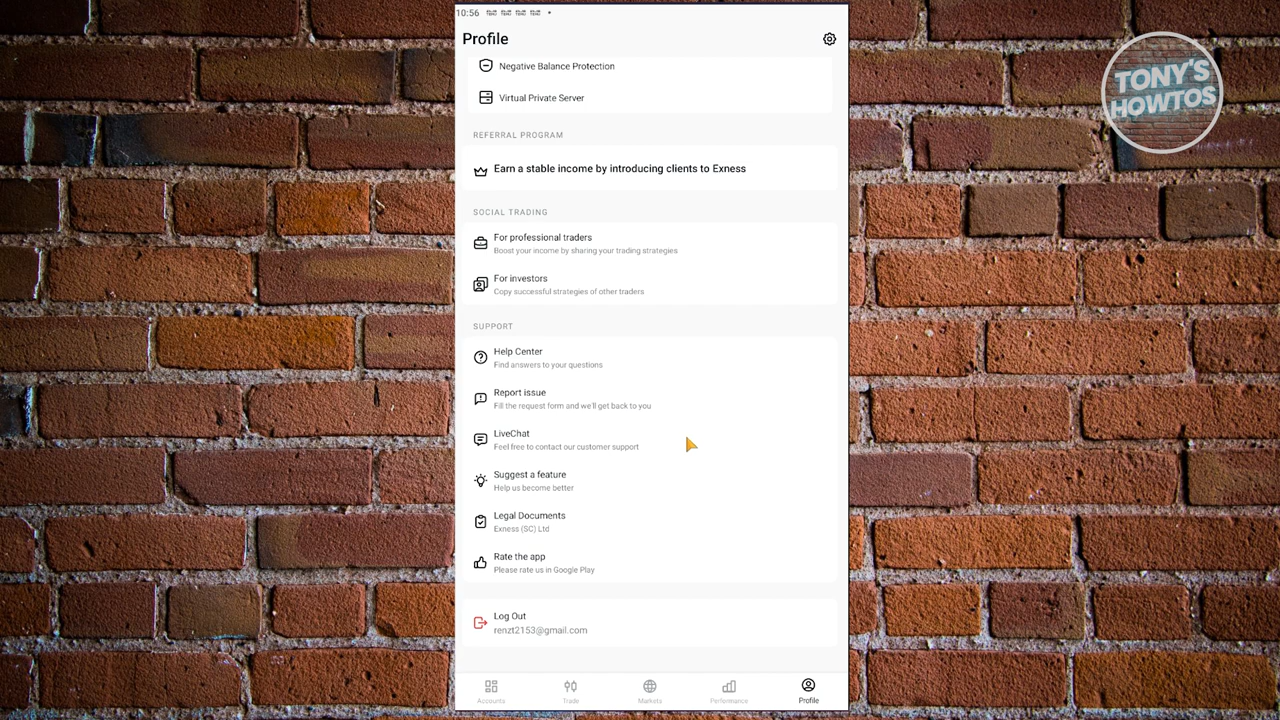 10:56
Profile
Negative Balance Protection
Virtual Private Server
REFERRAL PROGRAM
Earn a stable income by introducing clients to Exness
SOCIAL TRADING
For professional traders
Boost your income by sharing your trading strategies
For investors
Copy successful strategies of other traders
SUPPORT
Help Center
Find answers to your questions
Report issue
Fill the request form and we'll get back to you
LiveChat
Feel free to contact our customer support
Suggest a feature
Help us become better
Legal Documents
Exness (SC) Ltd
Rate the app
Please rate us in Google Play
Log Out
renzt2153@gmail.com
Accounts
Trade
Markets
Performance
Profile
TONY'S
HOWTOS